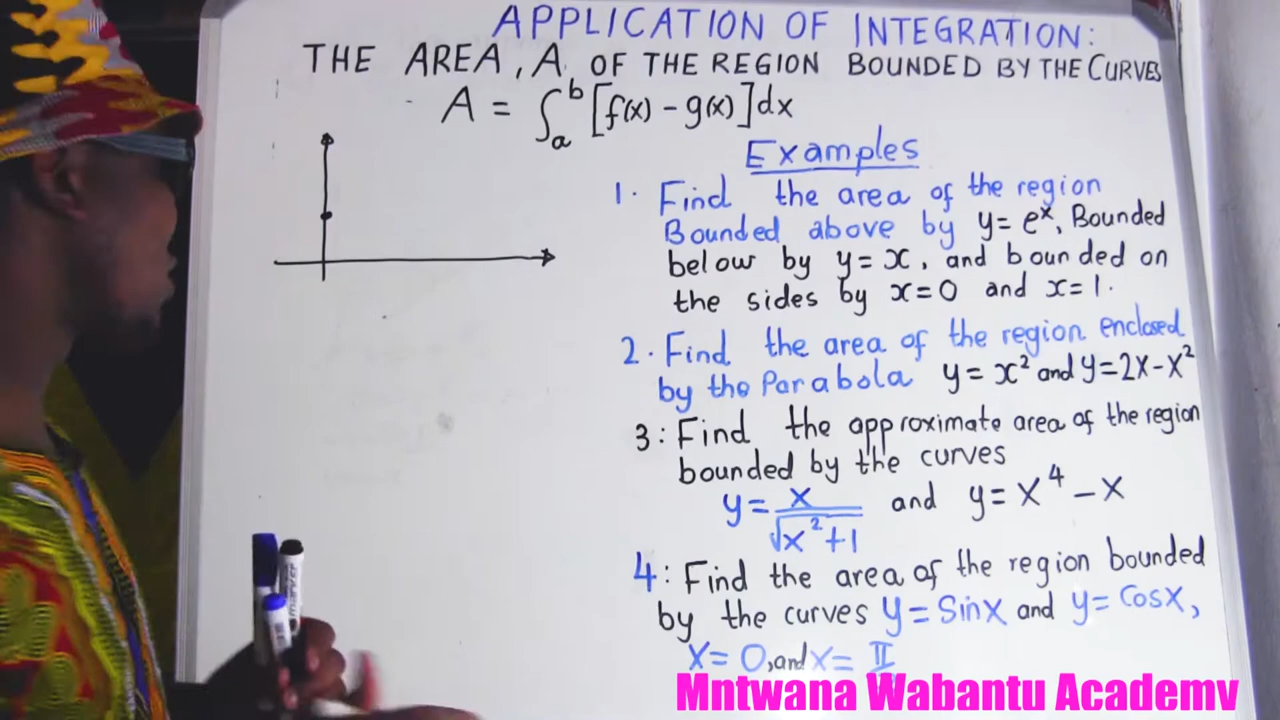 APPLICATION OF INTEGRATION:
THE AREA, A, OF THE REGION BOUNDED BY THE CURVES
A = ∫_a^b [f(x) - g(x)]dx
Examples
1. Find the area of the region
Bounded above by y = e^x, Bounded
below by y = x, and bounded on
the sides by x=0 and x=1.
2. Find the area of the region enclosed
by the Parabola y = x² and y=2x-x²
3: Find the approximate area of the region
bounded by the curves
y = x/√(x²+1) and y = x⁴ - x
4: Find the area of the region bounded
by the curves y = Sinx and y = Cosx,
x = 0, and x = π
Mntwana Wabantu Academy
marker